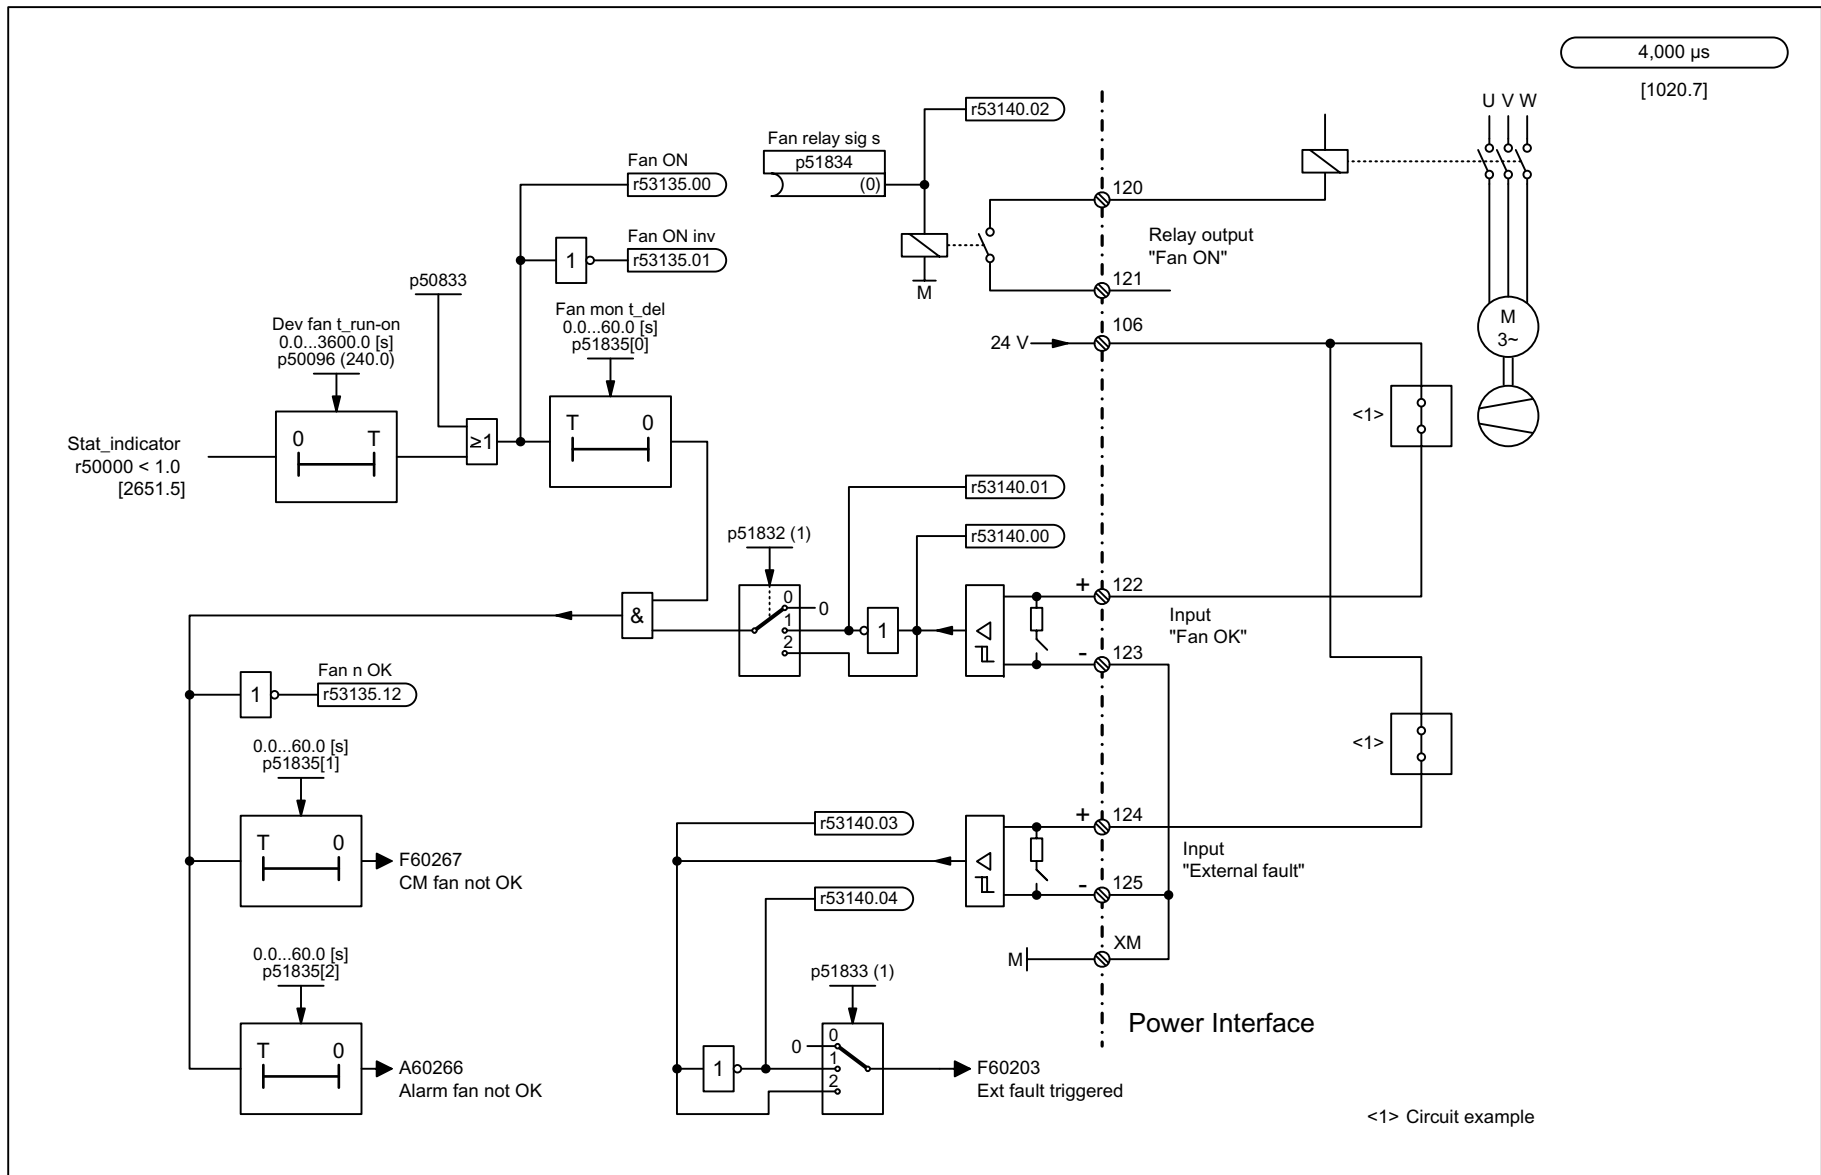 4,000 µs
[1020.7]
U V W
r53140.02
Fan relay sig s
p51834
(0)
Fan ON
r53135.00
120
Fan ON inv
1
r53135.01
Relay output
"Fan ON"
M
121
p50833
Fan mon t_del
0.0...60.0 [s]
p51835[0]
Dev fan t_run-on
0.0...3600.0 [s]
p50096 (240.0)
106
24 V
M
3~
<1>
0 T
T 0
≥1
Stat_indicator
r50000 < 1.0
[2651.5]
r53140.01
p51832 (1)
r53140.00
+
122
Input
"Fan OK"
0
0
1
2
1
&
-
123
Fan n OK
1
r53135.12
<1>
0.0...60.0 [s]
p51835[1]
r53140.03
+
124
Input
"External fault"
T 0
F60267
CM fan not OK
r53140.04
-
125
XM
M
0.0...60.0 [s]
p51835[2]
p51833 (1)
Power Interface
T 0
A60266
Alarm fan not OK
1
0
0
1
2
F60203
Ext fault triggered
<1> Circuit example